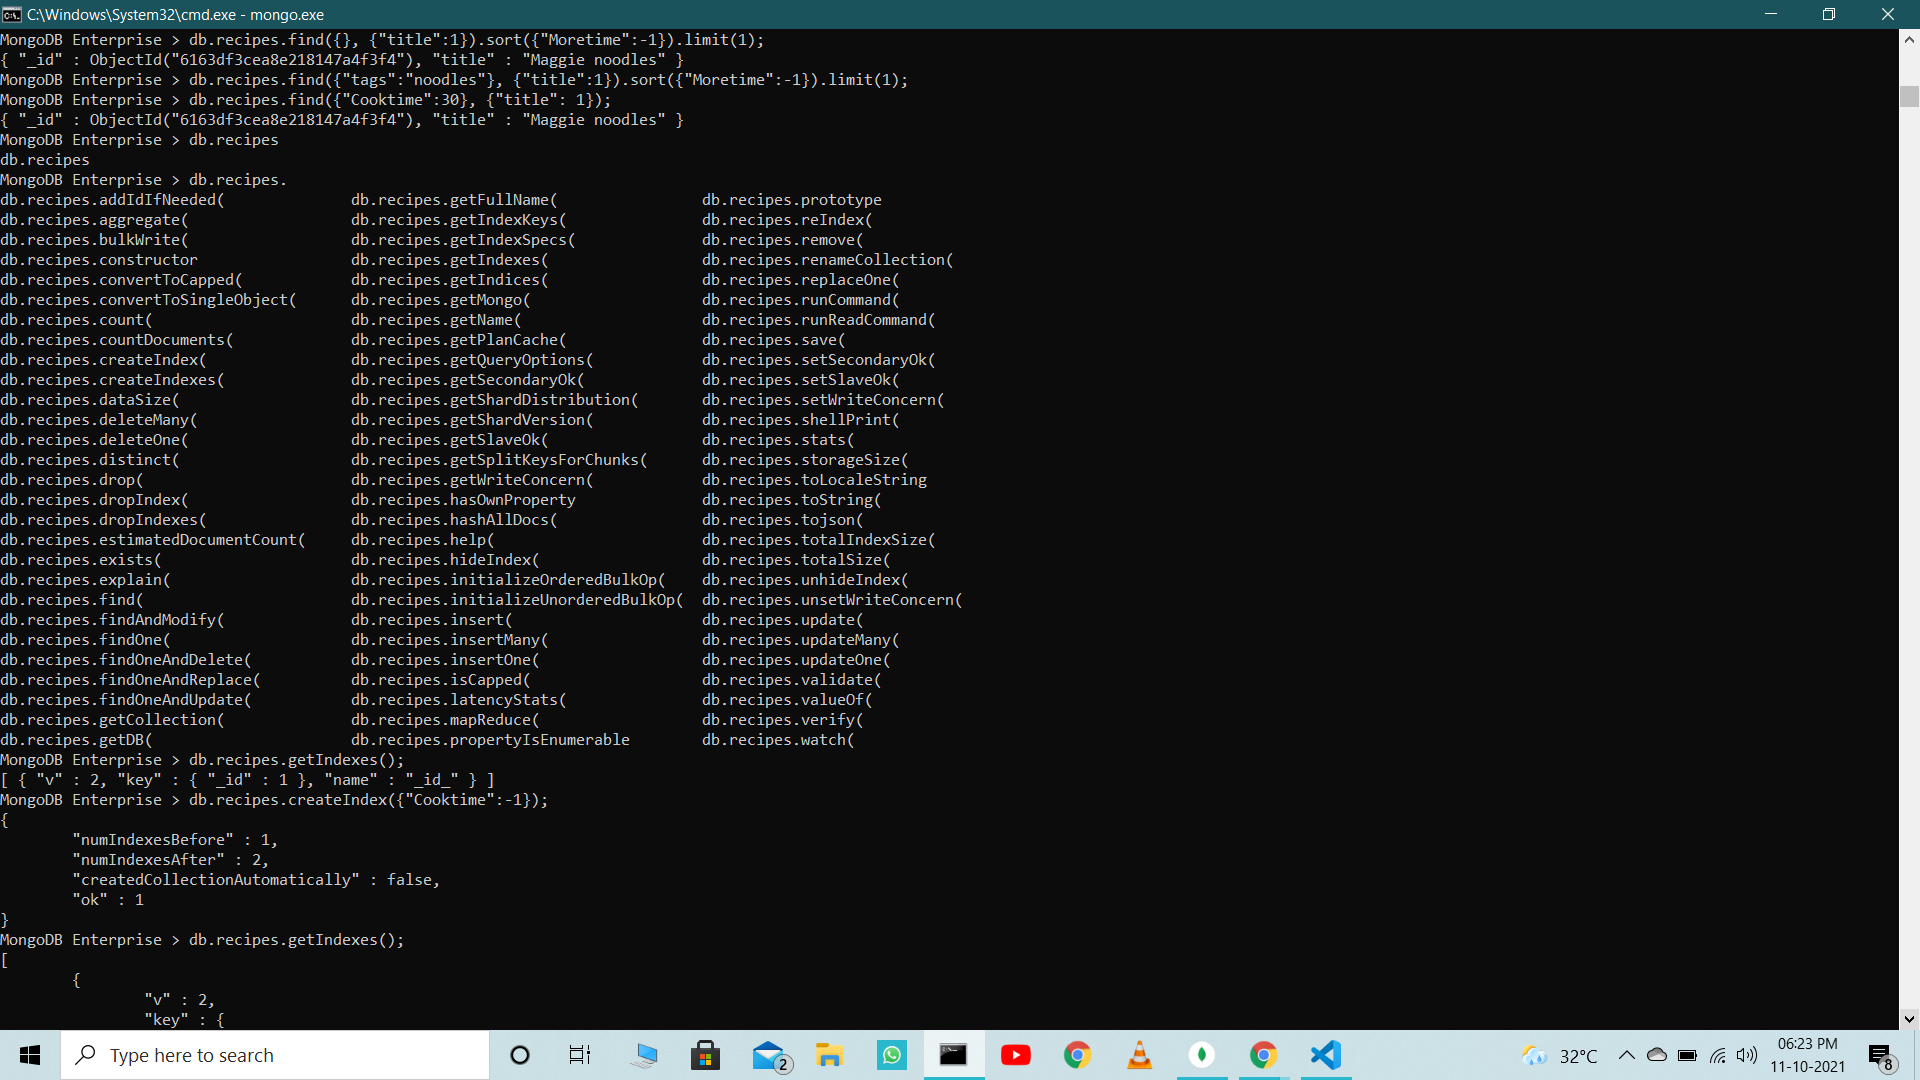 C:\Windows\System32\cmd.exe - mongo.exe
MongoDB Enterprise > db.recipes.find({}, {"title":1}).sort({"Moretime":-1}).limit(1);
{ "_id" : ObjectId("6163df3cea8e218147a4f3f4"), "title" : "Maggie noodles" }
MongoDB Enterprise > db.recipes.find({"tags":"noodles"}, {"title":1}).sort({"Moretime":-1}).limit(1);
MongoDB Enterprise > db.recipes.find({"Cooktime":30}, {"title": 1});
{ "_id" : ObjectId("6163df3cea8e218147a4f3f4"), "title" : "Maggie noodles" }
MongoDB Enterprise > db.recipes
db.recipes
MongoDB Enterprise > db.recipes.
db.recipes.addIdIfNeeded( db.recipes.getFullName( db.recipes.prototype
db.recipes.aggregate( db.recipes.getIndexKeys( db.recipes.reIndex(
db.recipes.bulkWrite( db.recipes.getIndexSpecs( db.recipes.remove(
db.recipes.constructor db.recipes.getIndexes( db.recipes.renameCollection(
db.recipes.convertToCapped( db.recipes.getIndices( db.recipes.replaceOne(
db.recipes.convertToSingleObject( db.recipes.getMongo( db.recipes.runCommand(
db.recipes.count( db.recipes.getName( db.recipes.runReadCommand(
db.recipes.countDocuments( db.recipes.getPlanCache( db.recipes.save(
db.recipes.createIndex( db.recipes.getQueryOptions( db.recipes.setSecondaryOk(
db.recipes.createIndexes( db.recipes.getSecondaryOk( db.recipes.setSlaveOk(
db.recipes.dataSize( db.recipes.getShardDistribution( db.recipes.setWriteConcern(
db.recipes.deleteMany( db.recipes.getShardVersion( db.recipes.shellPrint(
db.recipes.deleteOne( db.recipes.getSlaveOk( db.recipes.stats(
db.recipes.distinct( db.recipes.getSplitKeysForChunks( db.recipes.storageSize(
db.recipes.drop( db.recipes.getWriteConcern( db.recipes.toLocaleString
db.recipes.dropIndex( db.recipes.hasOwnProperty db.recipes.toString(
db.recipes.dropIndexes( db.recipes.hashAllDocs( db.recipes.tojson(
db.recipes.estimatedDocumentCount( db.recipes.help( db.recipes.totalIndexSize(
db.recipes.exists( db.recipes.hideIndex( db.recipes.totalSize(
db.recipes.explain( db.recipes.initializeOrderedBulkOp( db.recipes.unhideIndex(
db.recipes.find( db.recipes.initializeUnorderedBulkOp( db.recipes.unsetWriteConcern(
db.recipes.findAndModify( db.recipes.insert( db.recipes.update(
db.recipes.findOne( db.recipes.insertMany( db.recipes.updateMany(
db.recipes.findOneAndDelete( db.recipes.insertOne( db.recipes.updateOne(
db.recipes.findOneAndReplace( db.recipes.isCapped( db.recipes.validate(
db.recipes.findOneAndUpdate( db.recipes.latencyStats( db.recipes.valueOf(
db.recipes.getCollection( db.recipes.mapReduce( db.recipes.verify(
db.recipes.getDB( db.recipes.propertyIsEnumerable db.recipes.watch(
MongoDB Enterprise > db.recipes.getIndexes();
[ { "v" : 2, "key" : { "_id" : 1 }, "name" : "_id_" } ]
MongoDB Enterprise > db.recipes.createIndex({"Cooktime":-1});
{
"numIndexesBefore" : 1,
"numIndexesAfter" : 2,
"createdCollectionAutomatically" : false,
"ok" : 1
}
MongoDB Enterprise > db.recipes.getIndexes();
[
{
"v" : 2,
"key" : {
Type here to search
2
32°C
06:23 PM
11-10-2021
8